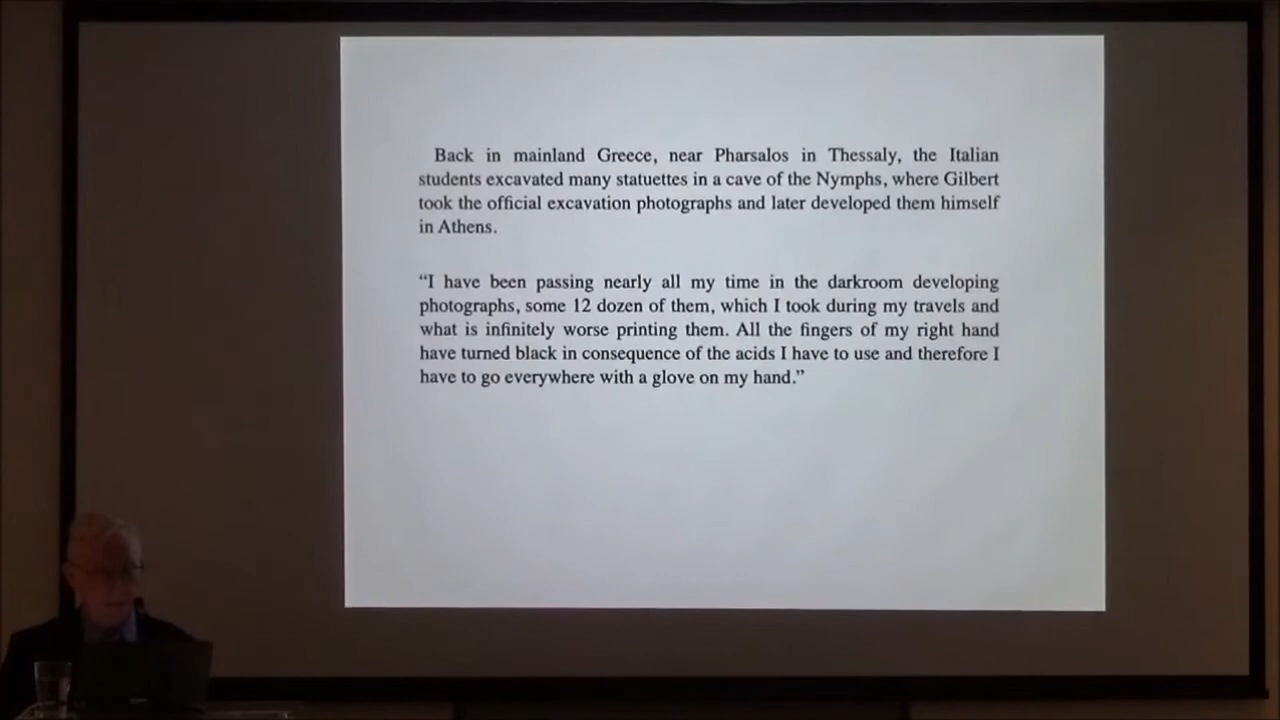 Back in mainland Greece, near Pharsalos in Thessaly, the Italian
students excavated many statuettes in a cave of the Nymphs, where Gilbert
took the official excavation photographs and later developed them himself
in Athens.
“I have been passing nearly all my time in the darkroom developing
photographs, some 12 dozen of them, which I took during my travels and
what is infinitely worse printing them. All the fingers of my right hand
have turned black in consequence of the acids I have to use and therefore I
have to go everywhere with a glove on my hand.”